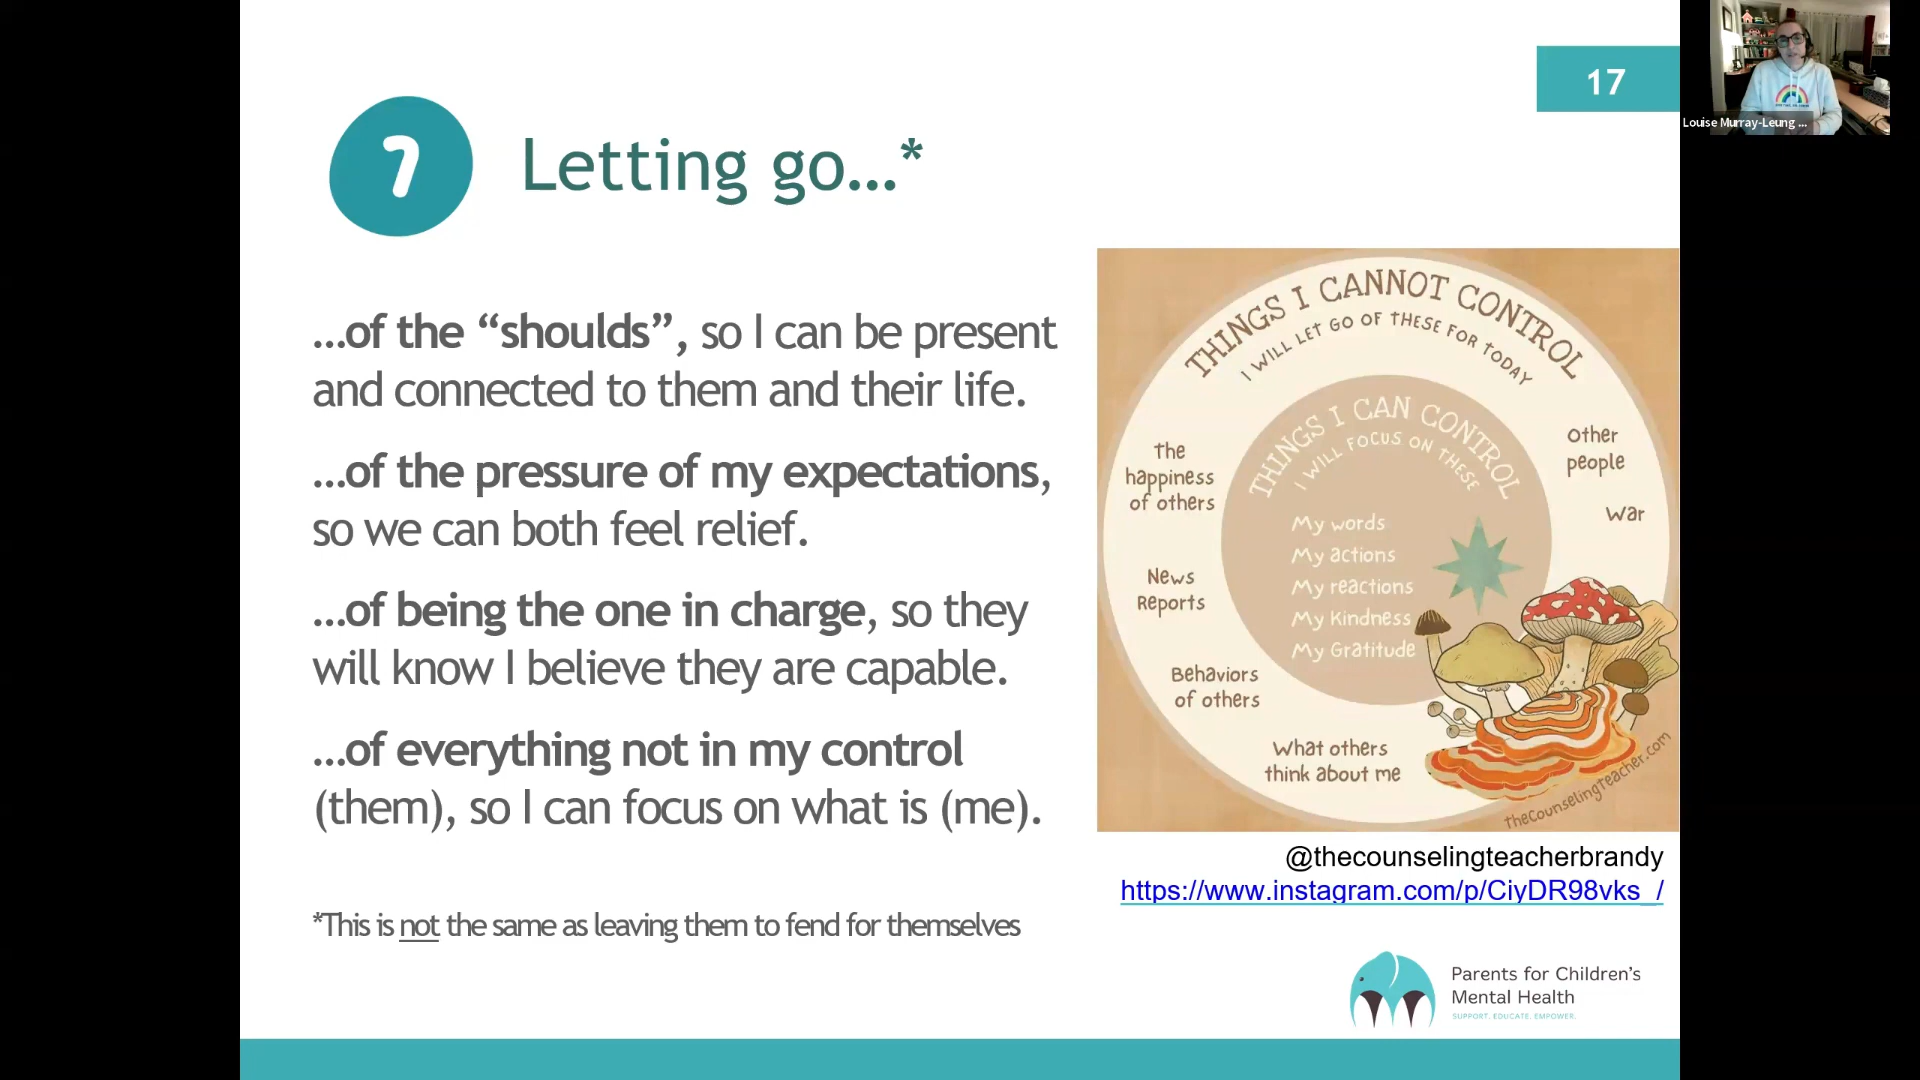 17
Louise Murray-Leung ...
7
Letting go...*
...of the “shoulds”, so I can be present
and connected to them and their life.
...of the pressure of my expectations,
so we can both feel relief.
...of being the one in charge, so they
will know I believe they are capable.
...of everything not in my control
(them), so I can focus on what is (me).
*This is not the same as leaving them to fend for themselves
THINGS I CANNOT CONTROL
I WILL LET GO OF THESE FOR TODAY
THINGS I CAN CONTROL
I WILL FOCUS ON THESE
My words
My actions
My reactions
My Kindness
My Gratitude
The
happiness
of others
News
Reports
Behaviors
of others
What others
think about me
Other
people
War
theCounselingteacher.com
@thecounselingteacherbrandy
https://www.instagram.com/p/CiyDR98vks_/
Parents for Children's
Mental Health
SUPPORT. EDUCATE. EMPOWER.